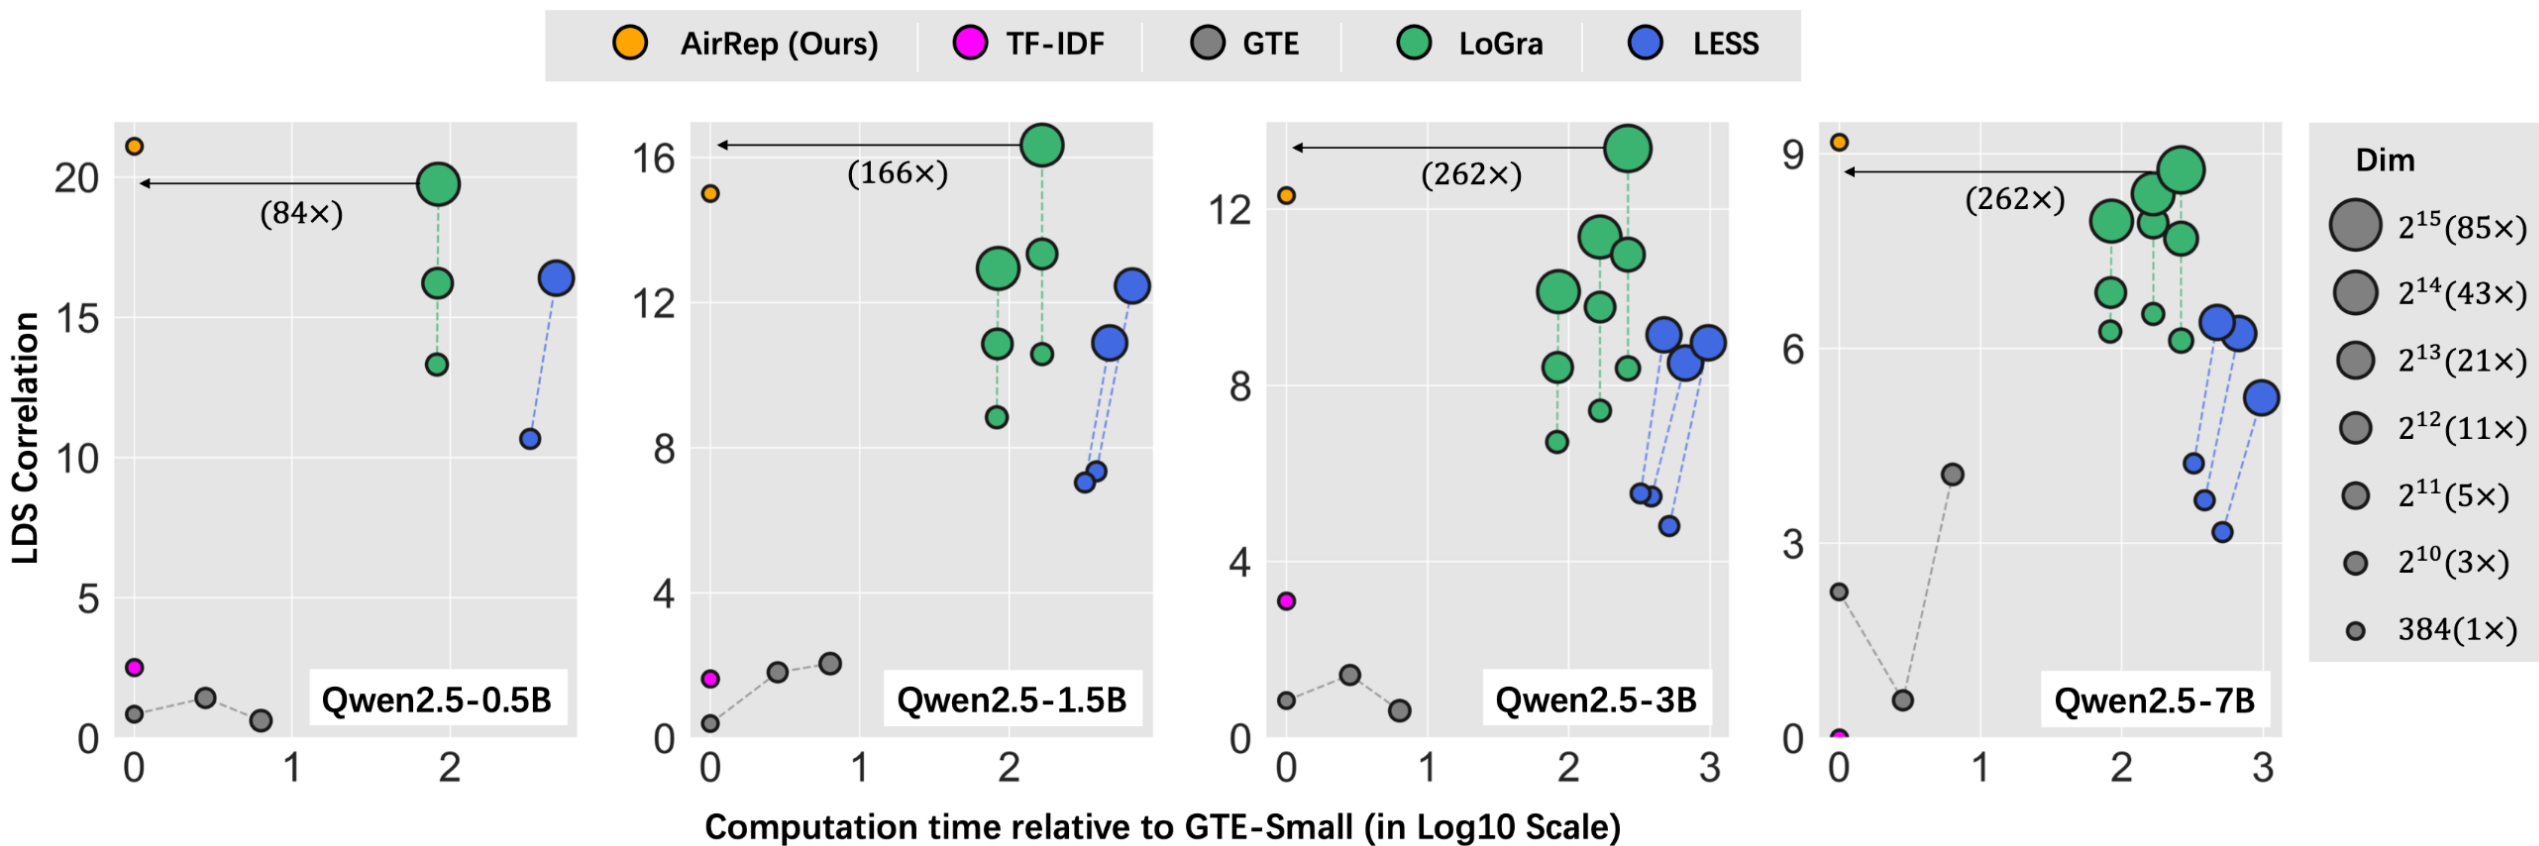 AirRep (Ours) TF-IDF GTE LoGra LESS
LDS Correlation
20
15
10
5
0
0 1 2
(84×)
Qwen2.5-0.5B
16
12
8
4
0
0 1 2
(166×)
Qwen2.5-1.5B
12
8
4
0
0 1 2 3
(262×)
Qwen2.5-3B
9
6
3
0
0 1 2 3
(262×)
Qwen2.5-7B
Dim
2¹⁵(85×)
2¹⁴(43×)
2¹³(21×)
2¹²(11×)
2¹¹(5×)
2¹⁰(3×)
384(1×)
Computation time relative to GTE-Small (in Log10 Scale)